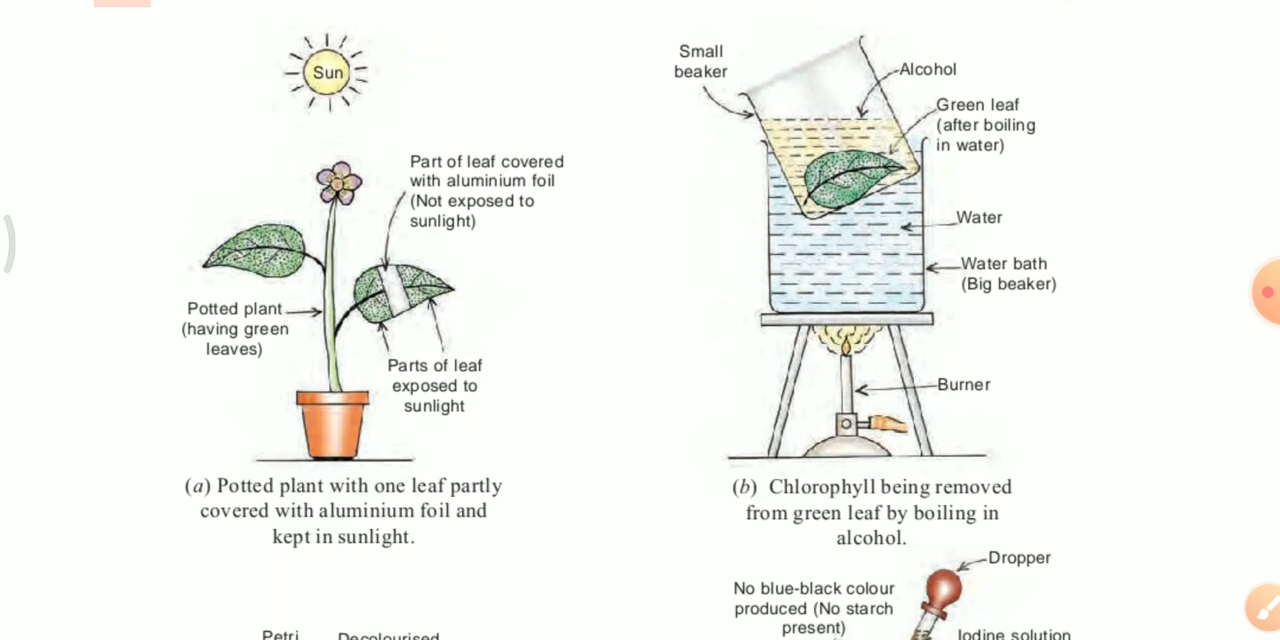 Sun
Part of leaf covered
with aluminium foil
(Not exposed to
sunlight)
Potted plant
(having green
leaves)
Parts of leaf
exposed to
sunlight
(a) Potted plant with one leaf partly
covered with aluminium foil and
kept in sunlight.
Small
beaker
Alcohol
Green leaf
(after boiling
in water)
Water
Water bath
(Big beaker)
Burner
(b) Chlorophyll being removed
from green leaf by boiling in
alcohol.
Dropper
No blue-black colour
produced (No starch
present)
Iodine solution
Petri
Decolourised